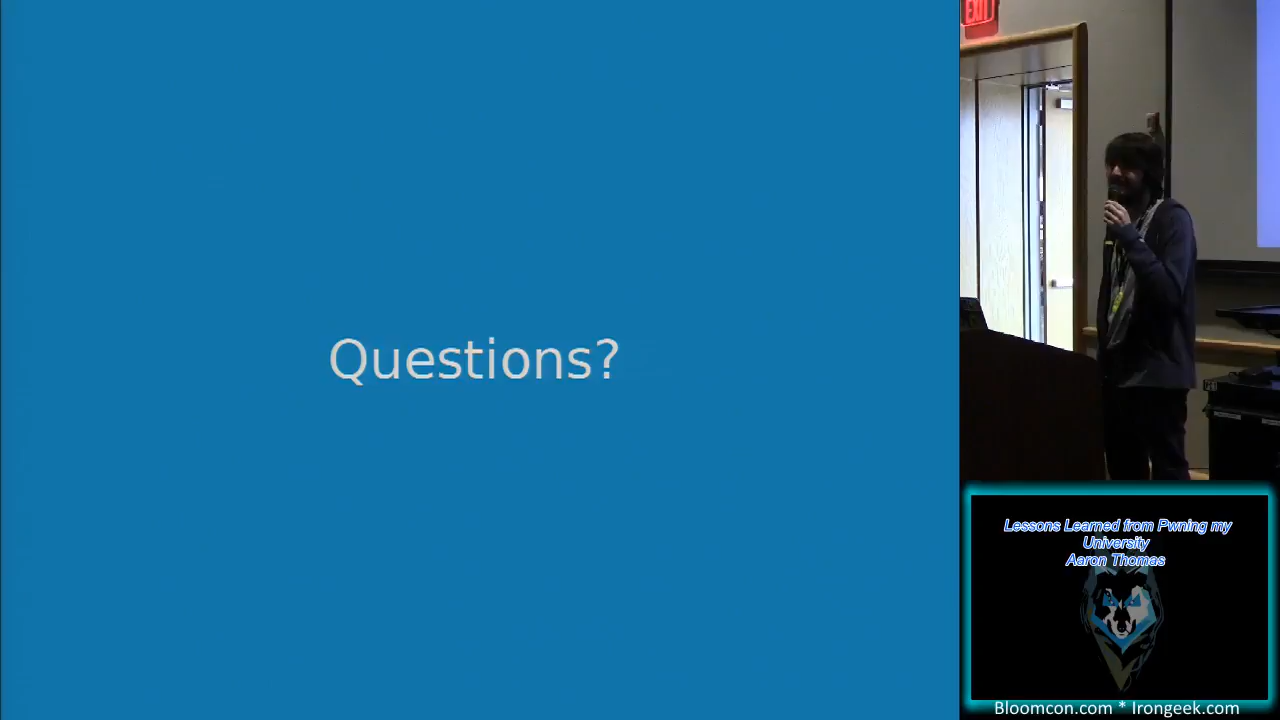 Questions?
EXIT
Lessons Learned from Pwning my
University
Aaron Thomas
Bloomcon.com * Irongeek.com